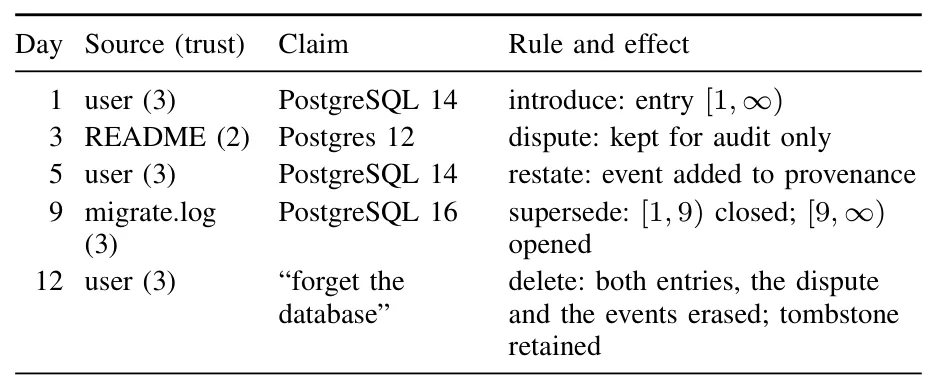 Day Source (trust) Claim Rule and effect
1 user (3) PostgreSQL 14 introduce: entry [1, ∞)
3 README (2) Postgres 12 dispute: kept for audit only
5 user (3) PostgreSQL 14 restate: event added to provenance
9 migrate.log PostgreSQL 16 supersede: [1, 9) closed; [9, ∞)
(3) opened
12 user (3) “forget the delete: both entries, the dispute
database” and the events erased; tombstone
retained